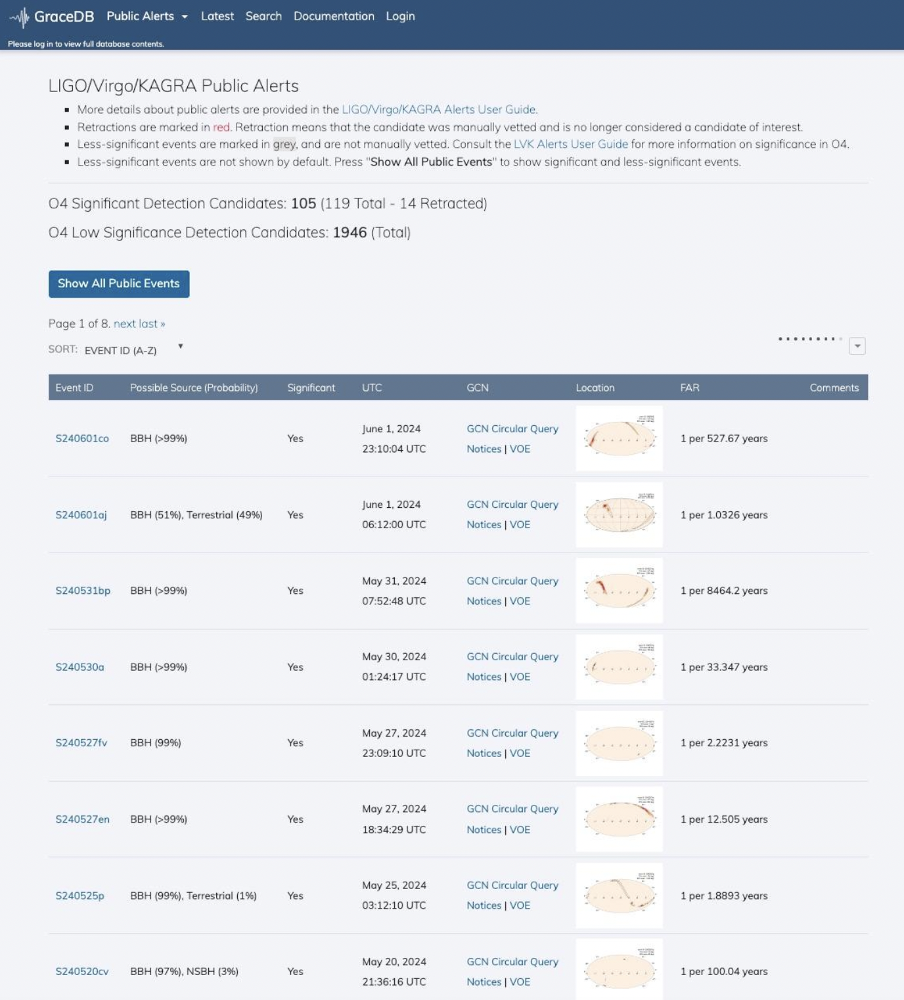 GraceDB Public Alerts Latest Search Documentation Login
Please log in to view full database contents.
LIGO/Virgo/KAGRA Public Alerts
More details about public alerts are provided in the LIGO/Virgo/KAGRA Alerts User Guide.
Retractions are marked in red. Retraction means that the candidate was manually vetted and is no longer considered a candidate of interest.
Less-significant events are marked in grey, and are not manually vetted. Consult the LVK Alerts User Guide for more information on significance in O4.
Less-significant events are not shown by default. Press "Show All Public Events" to show significant and less-significant events.
O4 Significant Detection Candidates: 105 (119 Total - 14 Retracted)
O4 Low Significance Detection Candidates: 1946 (Total)
Show All Public Events
Page 1 of 8. next last »
SORT: EVENT ID (A-Z)
Event ID Possible Source (Probability) Significant UTC GCN Location FAR Comments
June 1, 2024 GCN Circular Query
S240601co BBH (>99%) Yes 1 per 527.67 years
23:10:04 UTC Notices | VOE
June 1, 2024 GCN Circular Query
S240601aj BBH (51%), Terrestrial (49%) Yes 1 per 1.0326 years
06:12:00 UTC Notices | VOE
May 31, 2024 GCN Circular Query
S240531bp BBH (>99%) Yes 1 per 8464.2 years
07:52:48 UTC Notices | VOE
May 30, 2024 GCN Circular Query
S240530a BBH (>99%) Yes 1 per 33.347 years
01:24:17 UTC Notices | VOE
May 27, 2024 GCN Circular Query
S240527fv BBH (99%) Yes 1 per 2.2231 years
23:09:10 UTC Notices | VOE
May 27, 2024 GCN Circular Query
S240527en BBH (>99%) Yes 1 per 12.505 years
18:34:29 UTC Notices | VOE
May 25, 2024 GCN Circular Query
S240525p BBH (99%), Terrestrial (1%) Yes 1 per 1.8893 years
03:12:10 UTC Notices | VOE
May 20, 2024 GCN Circular Query
S240520cv BBH (97%), NSBH (3%) Yes 1 per 100.04 years
21:36:16 UTC Notices | VOE